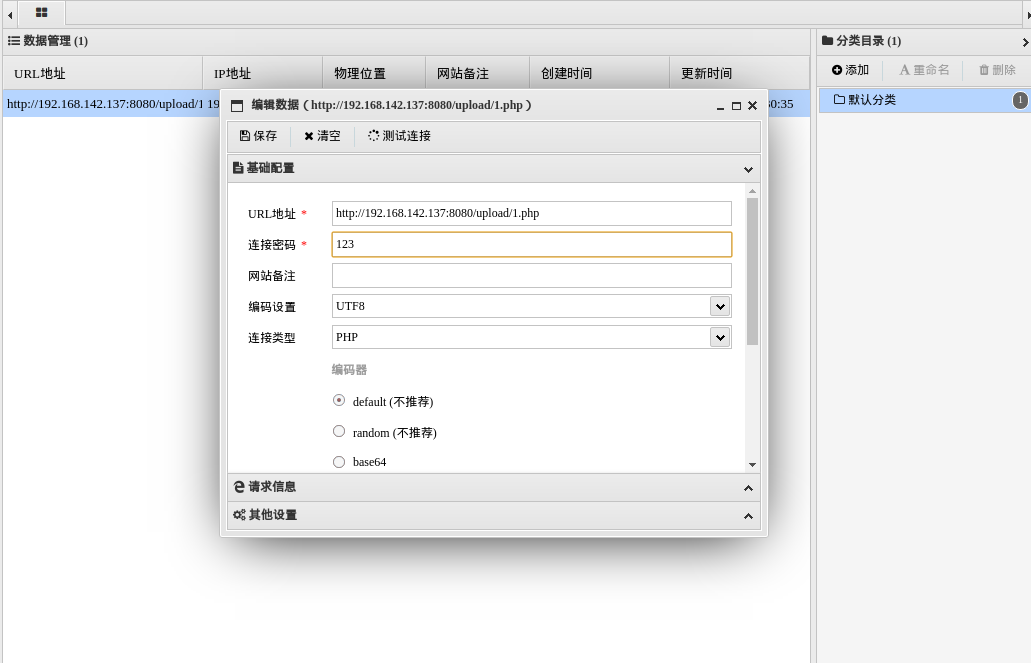 数据管理 (1)
分类目录 (1)
URL地址 IP地址 物理位置 网站备注 创建时间 更新时间
添加 重命名 删除
http://192.168.142.137:8080/upload/1 19
默认分类 1
编辑数据 ( http://192.168.142.137:8080/upload/1.php )
保存 清空 测试连接
基础配置
URL地址 * http://192.168.142.137:8080/upload/1.php
连接密码 * 123
网站备注
编码设置 UTF8
连接类型 PHP
编码器
default (不推荐)
random (不推荐)
base64
请求信息
其他设置